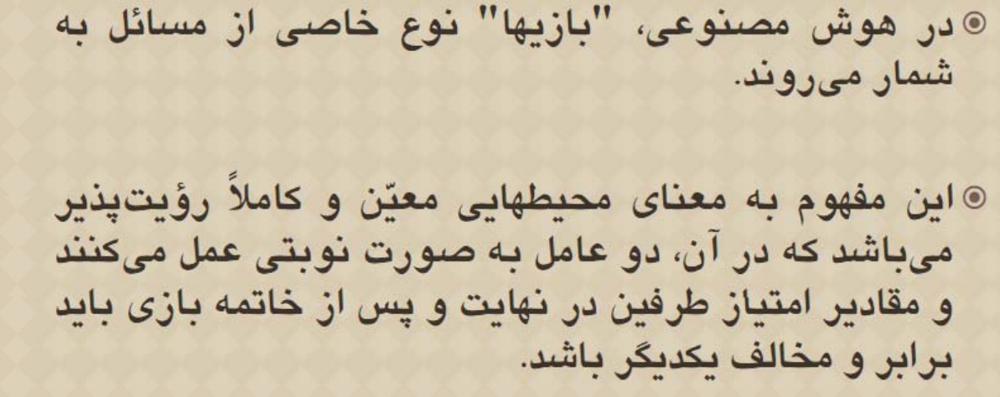 در هوش مصنوعی، "بازیها" نوع خاصی از مسائل به
شمار می‌روند.
این مفهوم به معنای محیطهایی معیّن و کاملاً رؤیت‌پذیر
می‌باشد که در آن، دو عامل به صورت نوبتی عمل می‌کنند
و مقادیر امتیاز طرفین در نهایت و پس از خاتمه بازی باید
برابر و مخالف یکدیگر باشد.